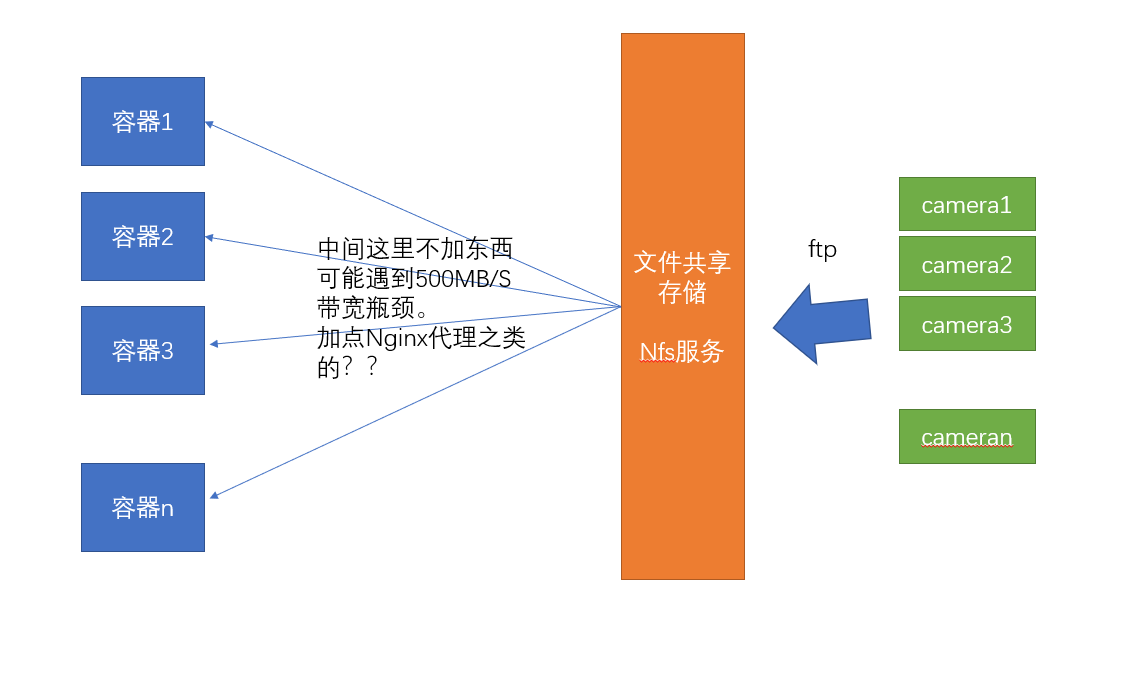 容器1
容器2
容器3
容器n
中间这里不加东西
可能遇到500MB/S
带宽瓶颈。
加点Nginx代理之类
的？？
文件共享
存储
Nfs服务
ftp
camera1
camera2
camera3
cameran